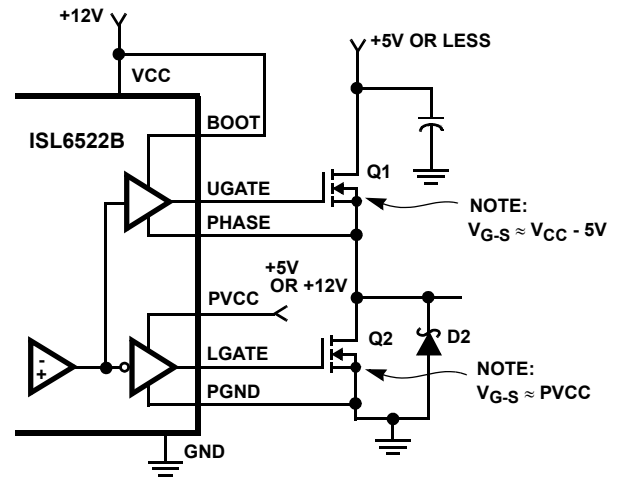 +12V
+5V OR LESS
VCC
BOOT
ISL6522B
Q1
UGATE
NOTE:
VG-S ≈ VCC - 5V
PHASE
+5V
OR +12V
PVCC
Q2
D2
LGATE
NOTE:
VG-S ≈ PVCC
PGND
GND
-
+